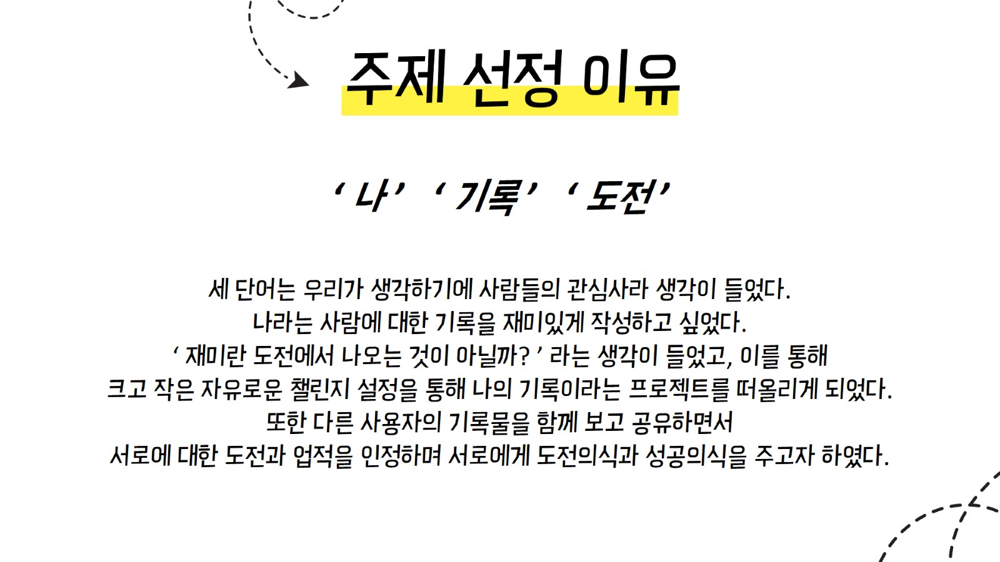 주제 선정 이유
‘ 나 ’ ‘ 기록 ’ ‘ 도전 ’
세 단어는 우리가 생각하기에 사람들의 관심사라 생각이 들었다.
나라는 사람에 대한 기록을 재미있게 작성하고 싶었다.
‘ 재미란 도전에서 나오는 것이 아닐까? ’ 라는 생각이 들었고, 이를 통해
크고 작은 자유로운 챌린지 설정을 통해 나의 기록이라는 프로젝트를 떠올리게 되었다.
또한 다른 사용자의 기록물을 함께 보고 공유하면서
서로에 대한 도전과 업적을 인정하며 서로에게 도전의식과 성공의식을 주고자 하였다.